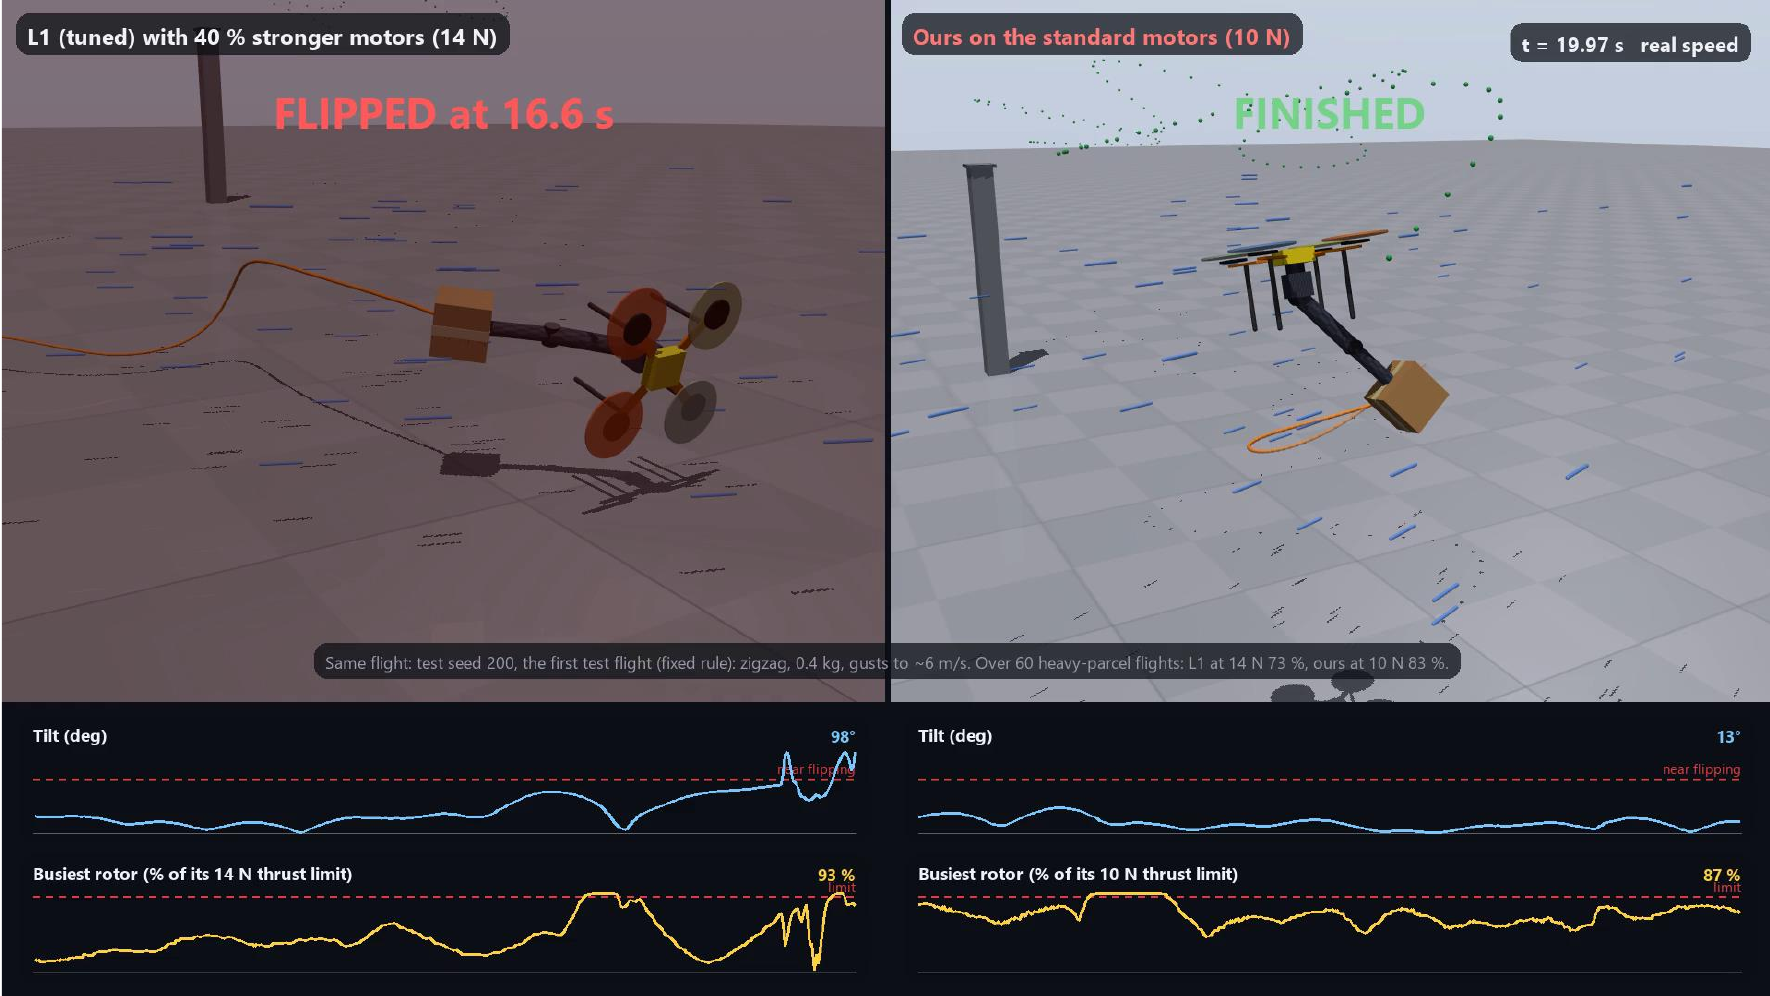 L1 (tuned) with 40 % stronger motors (14 N)
FLIPPED at 16.6 s
Ours on the standard motors (10 N)
t = 19.97 s real speed
FINISHED
Same flight: test seed 200, the first test flight (fixed rule): zigzag, 0.4 kg, gusts to ~6 m/s. Over 60 heavy-parcel flights: L1 at 14 N 73 %, ours at 10 N 83 %.
Tilt (deg)
98°
near flipping
Busiest rotor (% of its 14 N thrust limit)
93 %
limit
Tilt (deg)
13°
near flipping
Busiest rotor (% of its 10 N thrust limit)
87 %
limit